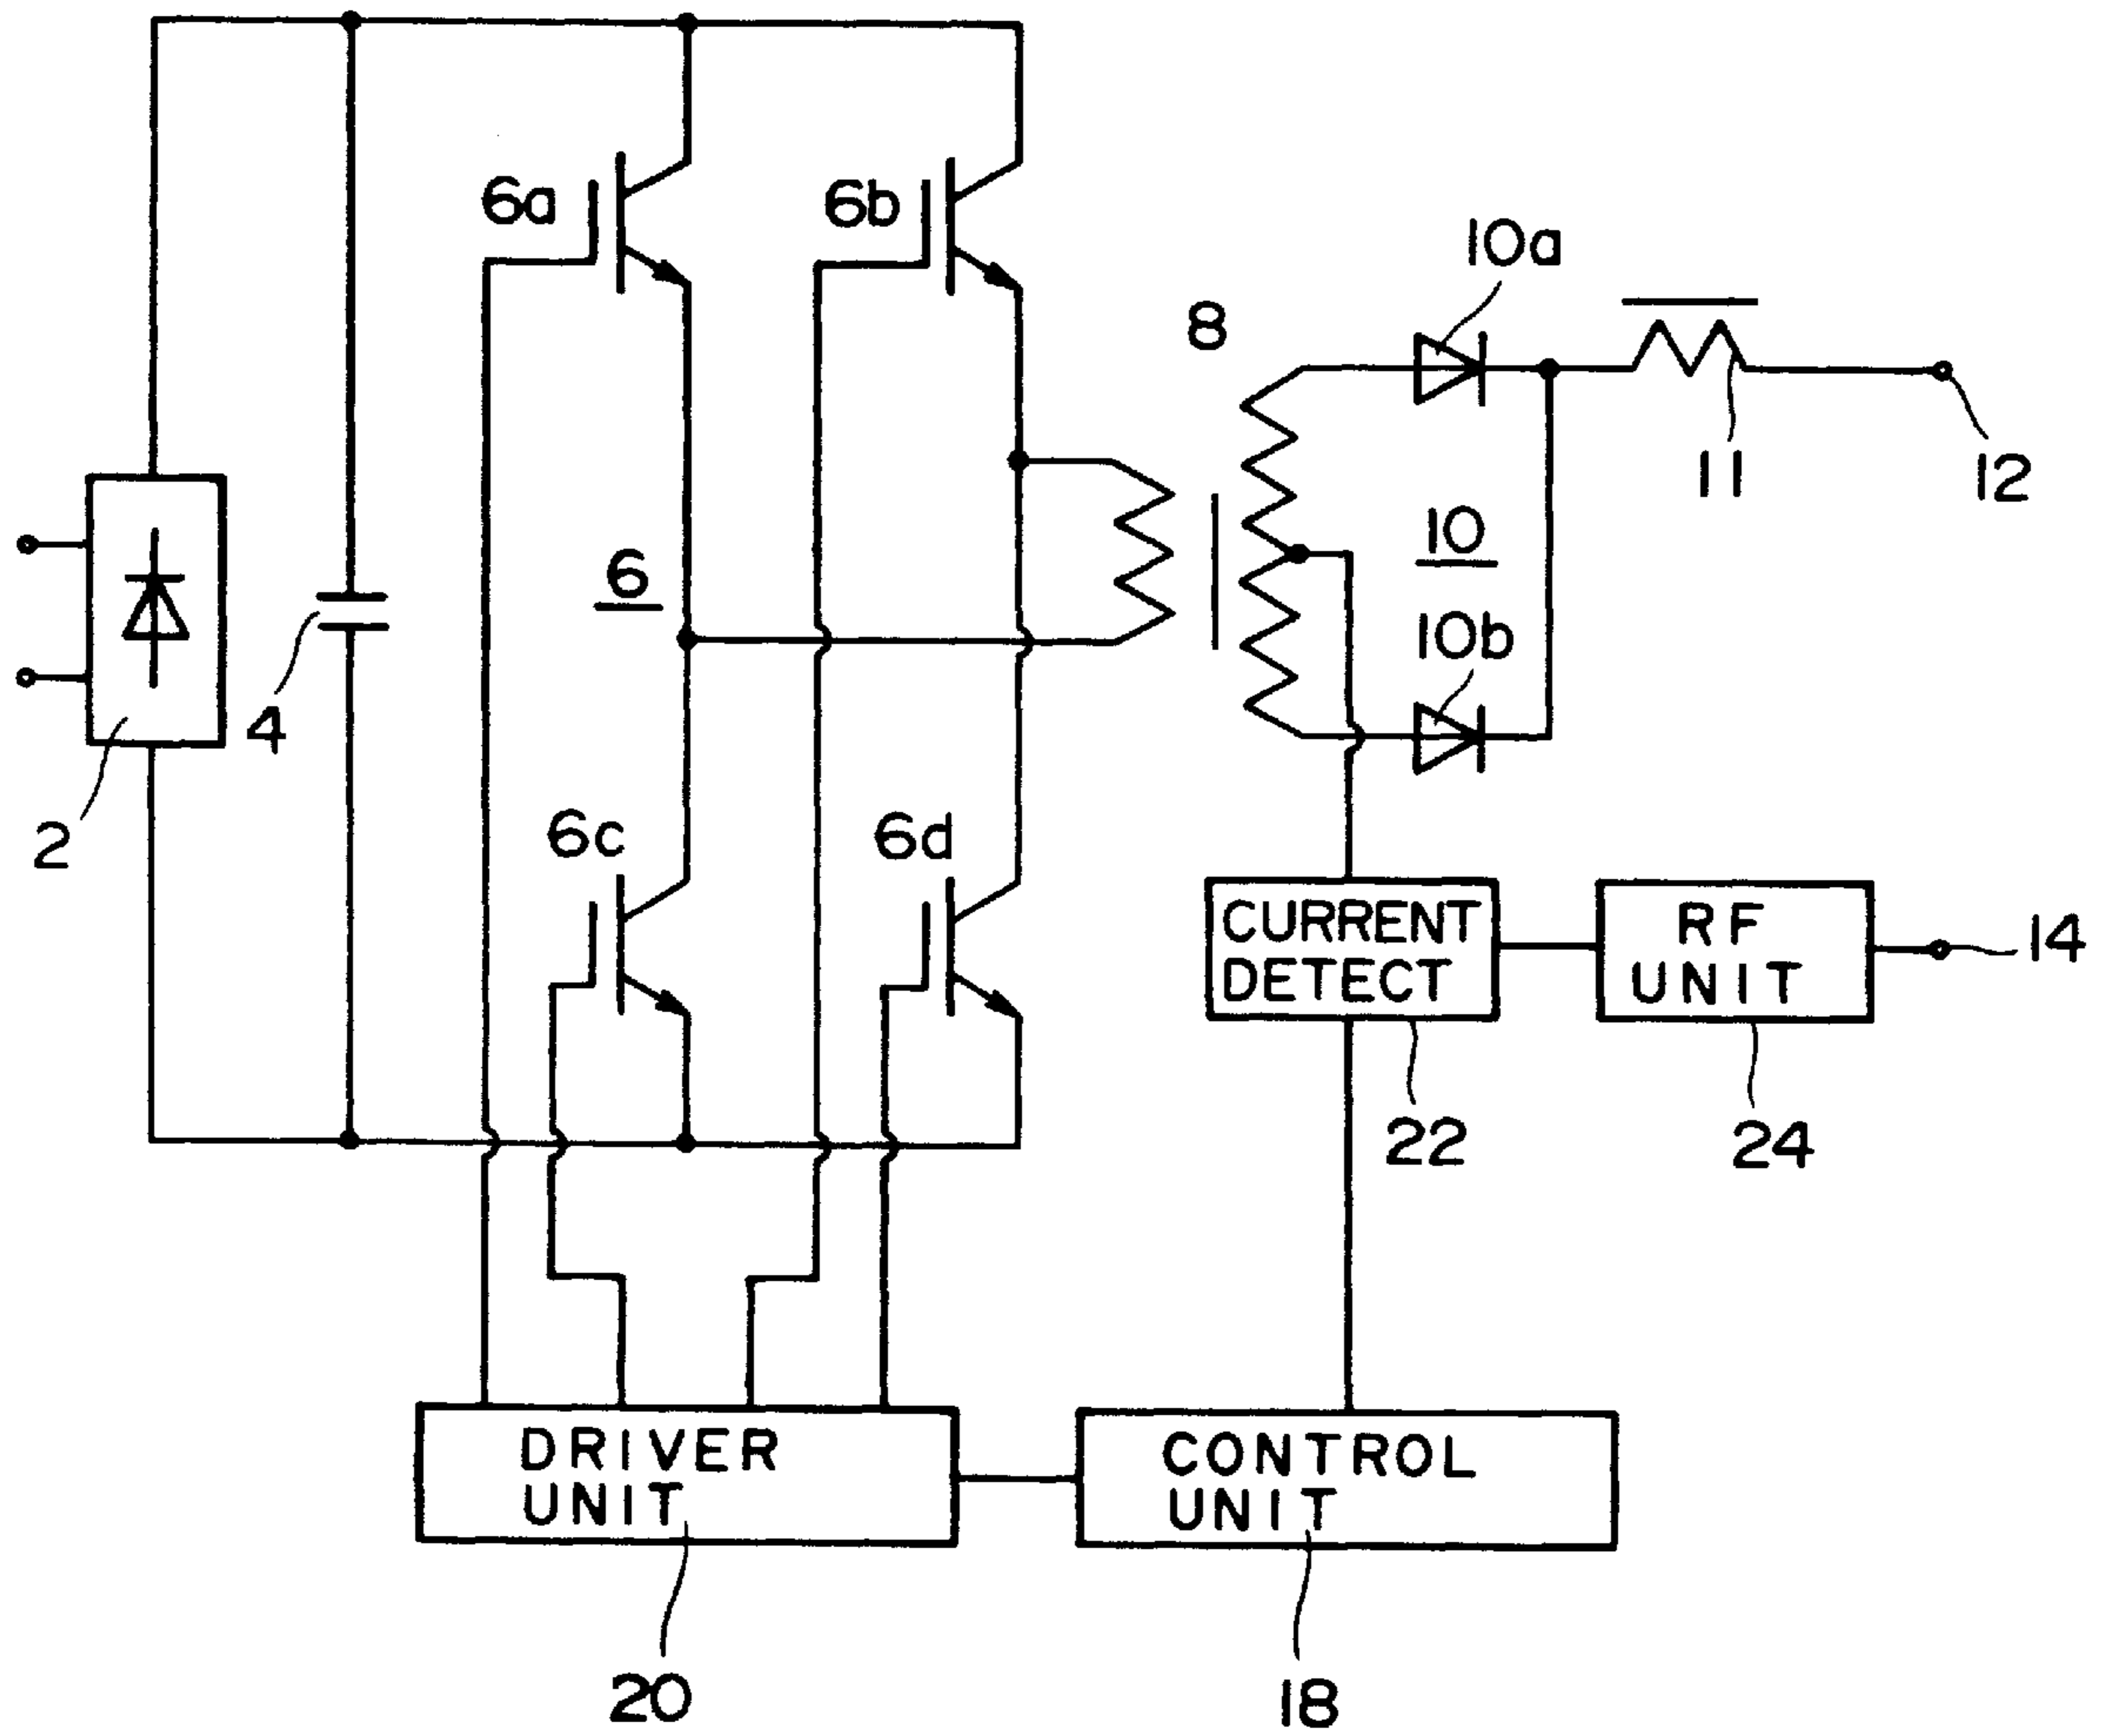 6a
6b
10a
8
11
12
10
6
10b
4
2
6c
6d
CURRENT
DETECT
RF
UNIT
14
22
24
DRIVER
UNIT
CONTROL
UNIT
20
18